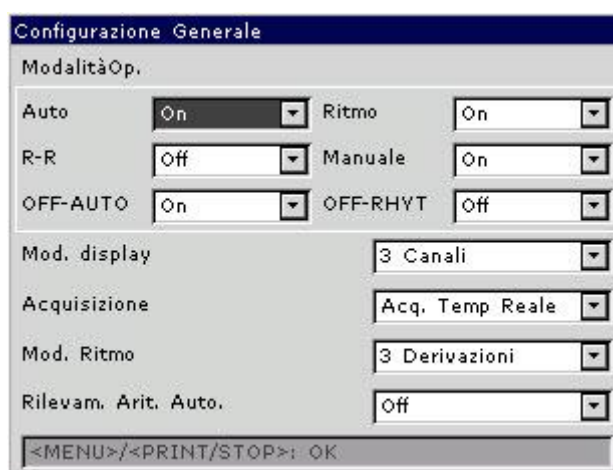 Configurazione Generale
ModalitàOp.
Auto On Ritmo On
R-R Off Manuale On
OFF-AUTO On OFF-RHYT Off
Mod. display 3 Canali
Acquisizione Acq. Temp Reale
Mod. Ritmo 3 Derivazioni
Rilevam. Arit. Auto. Off
<MENU>/<PRINT/STOP>: OK